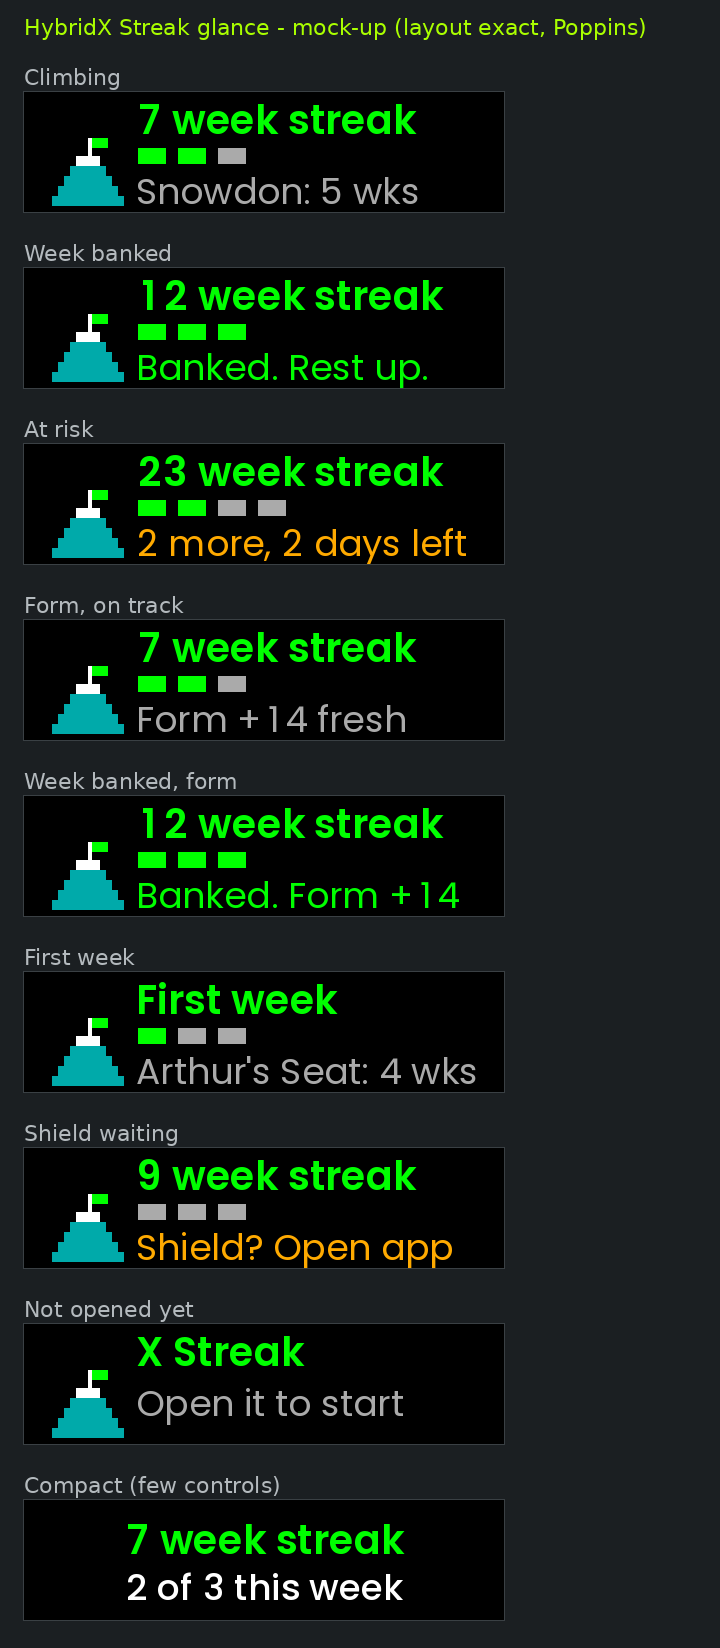 HybridX Streak glance - mock-up (layout exact, Poppins)
Climbing
7 week streak
Snowdon: 5 wks
Week banked
12 week streak
Banked. Rest up.
At risk
23 week streak
2 more, 2 days left
Form, on track
7 week streak
Form +14 fresh
Week banked, form
12 week streak
Banked. Form +14
First week
First week
Arthur's Seat: 4 wks
Shield waiting
9 week streak
Shield? Open app
Not opened yet
X Streak
Open it to start
Compact (few controls)
7 week streak
2 of 3 this week